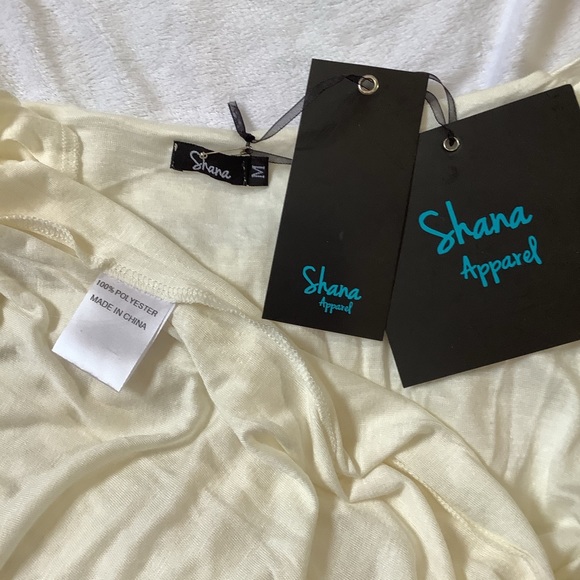 Shana
M
100% POLYESTER
MADE IN CHINA
Shana
Apparel
Shana
Apparel